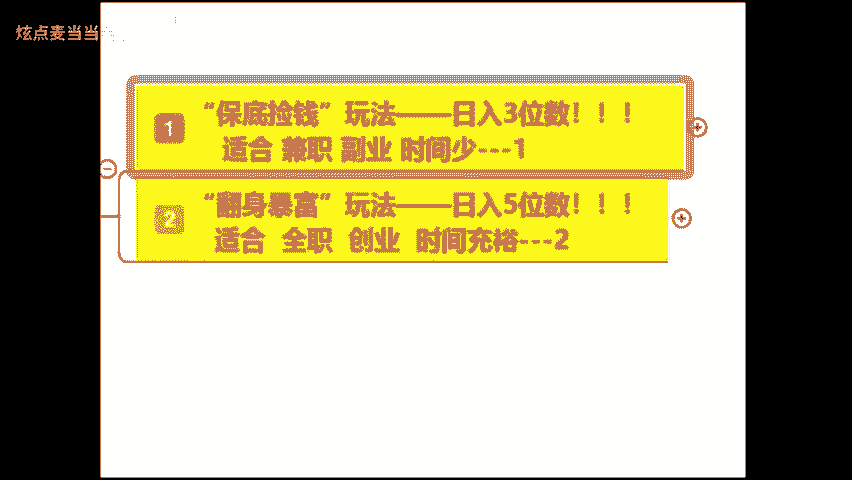 炫点麦当当
1 “保底捡钱” 玩法——日入3位数！！！
适合 兼职 副业 时间少---1
2 “翻身暴富” 玩法——日入5位数！！！
适合 全职 创业 时间充裕---2